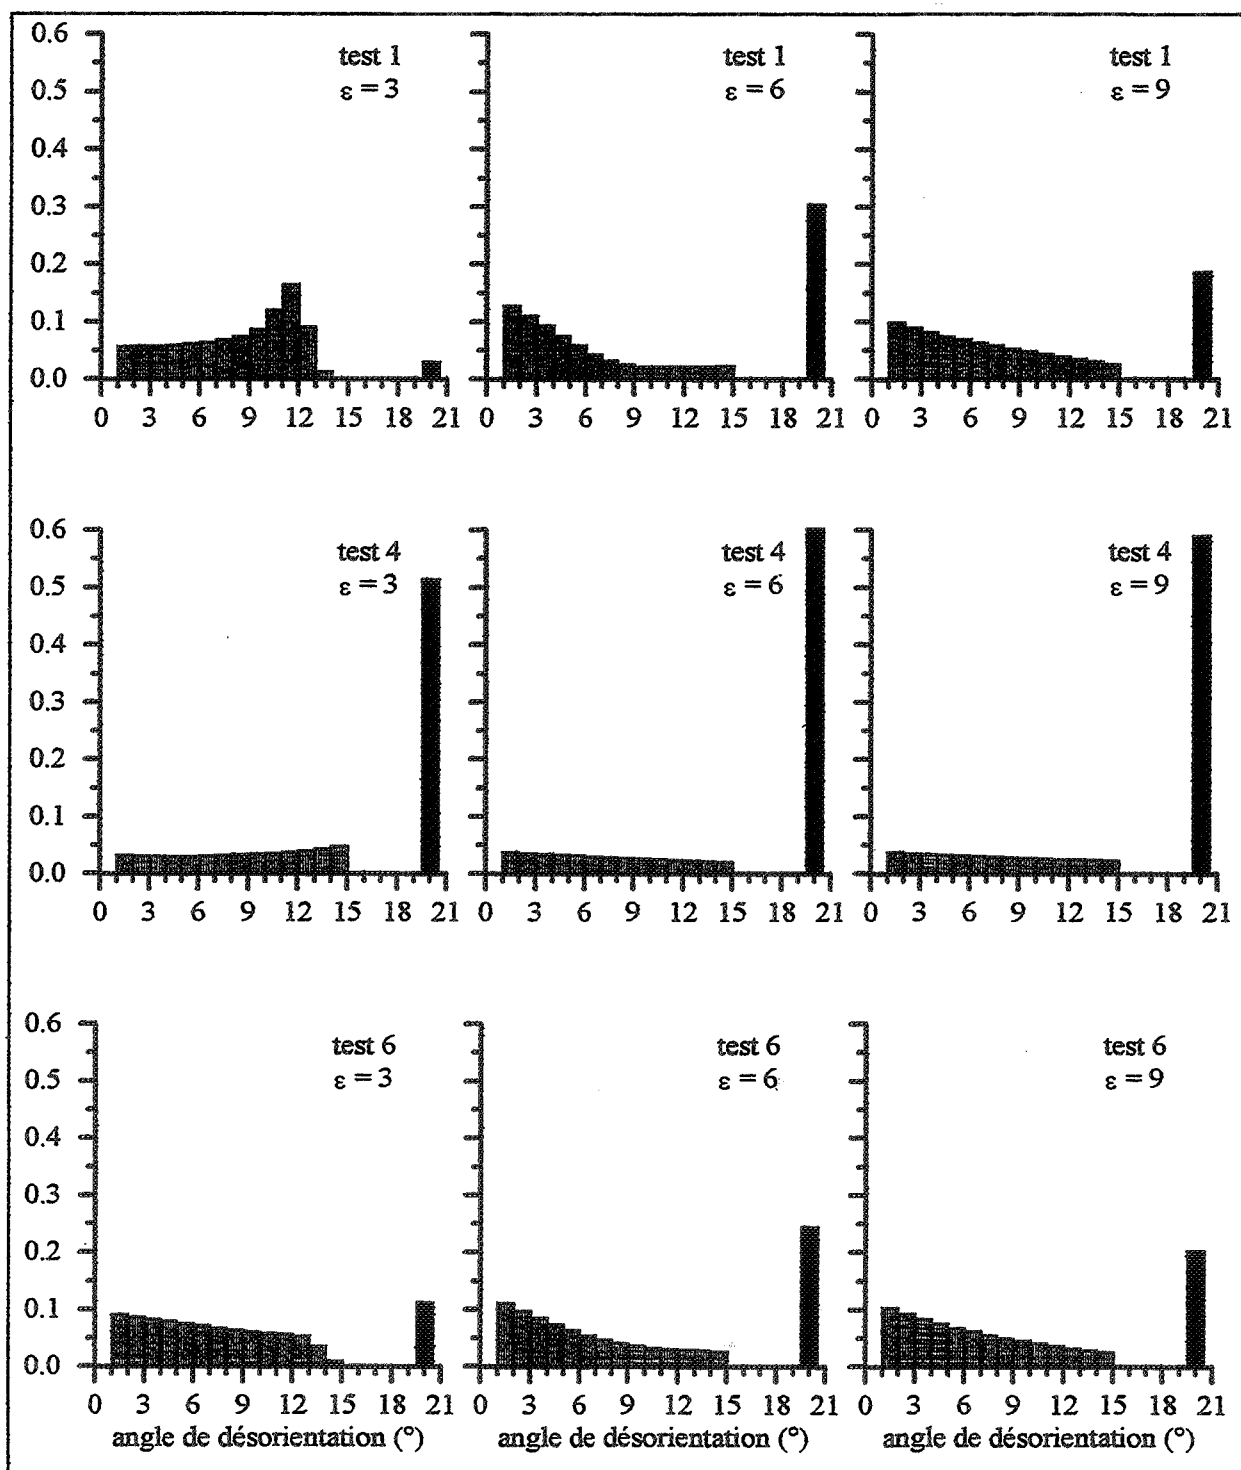 test 1 test 1 test 1
ε = 3 ε = 6 ε = 9
0.6
0.5
0.4
0.3
0.2
0.1
0.0
0 3 6 9 12 15 18 21 0 3 6 9 12 15 18 21 0 3 6 9 12 15 18 21
test 4 test 4 test 4
ε = 3 ε = 6 ε = 9
0.6
0.5
0.4
0.3
0.2
0.1
0.0
0 3 6 9 12 15 18 21 0 3 6 9 12 15 18 21 0 3 6 9 12 15 18 21
test 6 test 6 test 6
ε = 3 ε = 6 ε = 9
0.6
0.5
0.4
0.3
0.2
0.1
0.0
0 3 6 9 12 15 18 21 0 3 6 9 12 15 18 21 0 3 6 9 12 15 18 21
angle de désorientation (°) angle de désorientation (°) angle de désorientation (°)